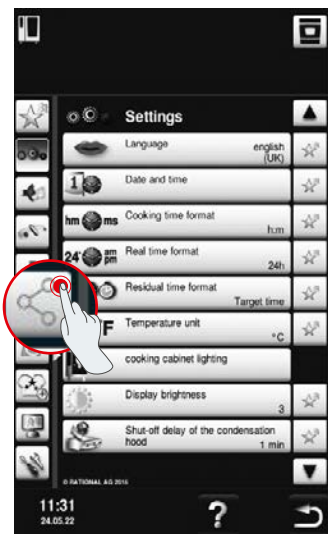 Settings
Language
english
(UK)
1
Date and time
hm ms
Cooking time format
h:m
24h am
pm
Real time format
24h
Residual time format
Target time
F
Temperature unit
°C
cooking cabinet lighting
Display brightness
3
Shut-off delay of the condensation
hood
1 min
© RATIONAL AG 2016
11:31
24.05.22
?